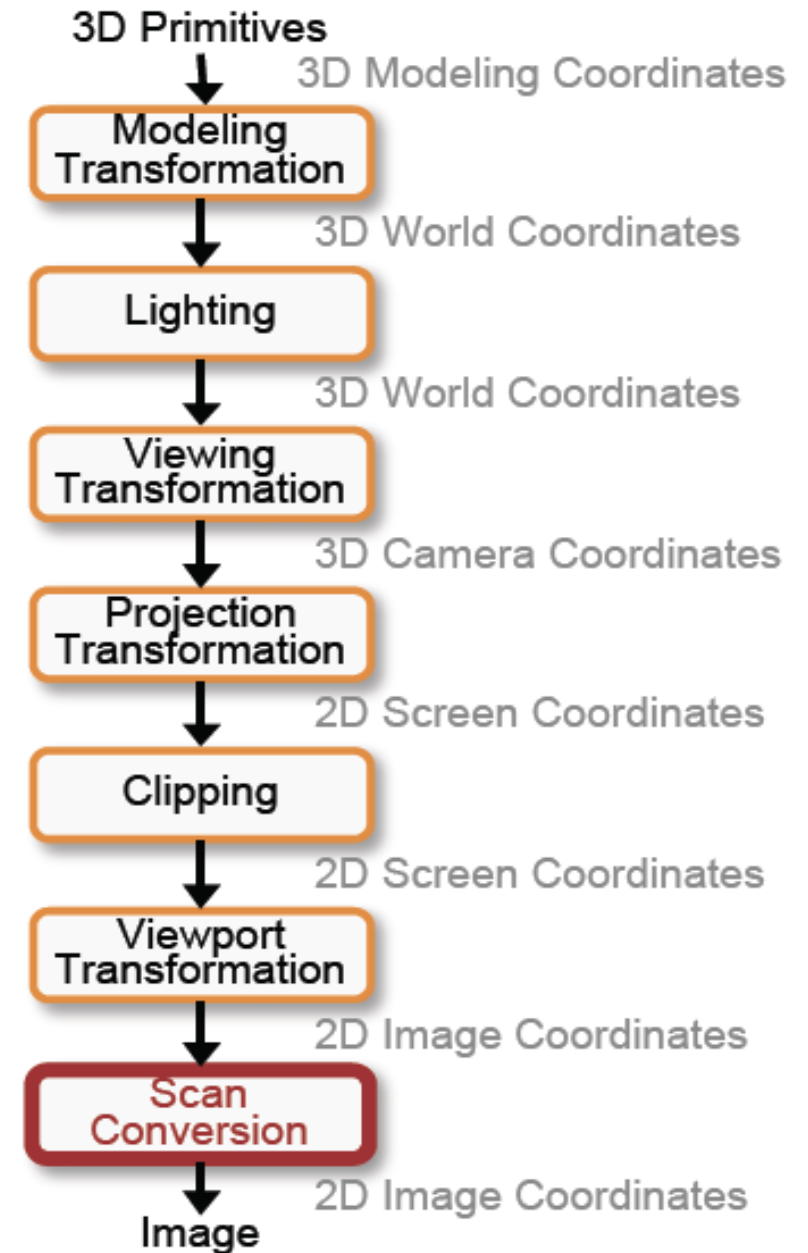 3D Primitives
3D Modeling Coordinates
Modeling
Transformation
3D World Coordinates
Lighting
3D World Coordinates
Viewing
Transformation
3D Camera Coordinates
Projection
Transformation
2D Screen Coordinates
Clipping
2D Screen Coordinates
Viewport
Transformation
2D Image Coordinates
Scan
Conversion
2D Image Coordinates
Image